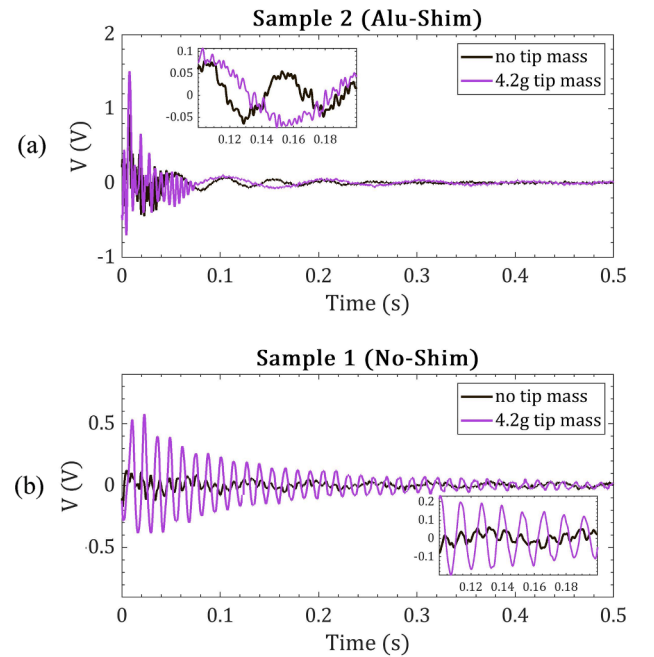 Sample 2 (Alu-Shim)
(a)
V (V)
2
1
0
-1
no tip mass
4.2g tip mass
0.1
0.05
0
-0.05
0.12 0.14 0.16 0.18
0 0.1 0.2 0.3 0.4 0.5
Time (s)
Sample 1 (No-Shim)
(b)
V (V)
0.5
0
-0.5
no tip mass
4.2g tip mass
0.2
0.1
0
-0.1
0.12 0.14 0.16 0.18
0 0.1 0.2 0.3 0.4 0.5
Time (s)